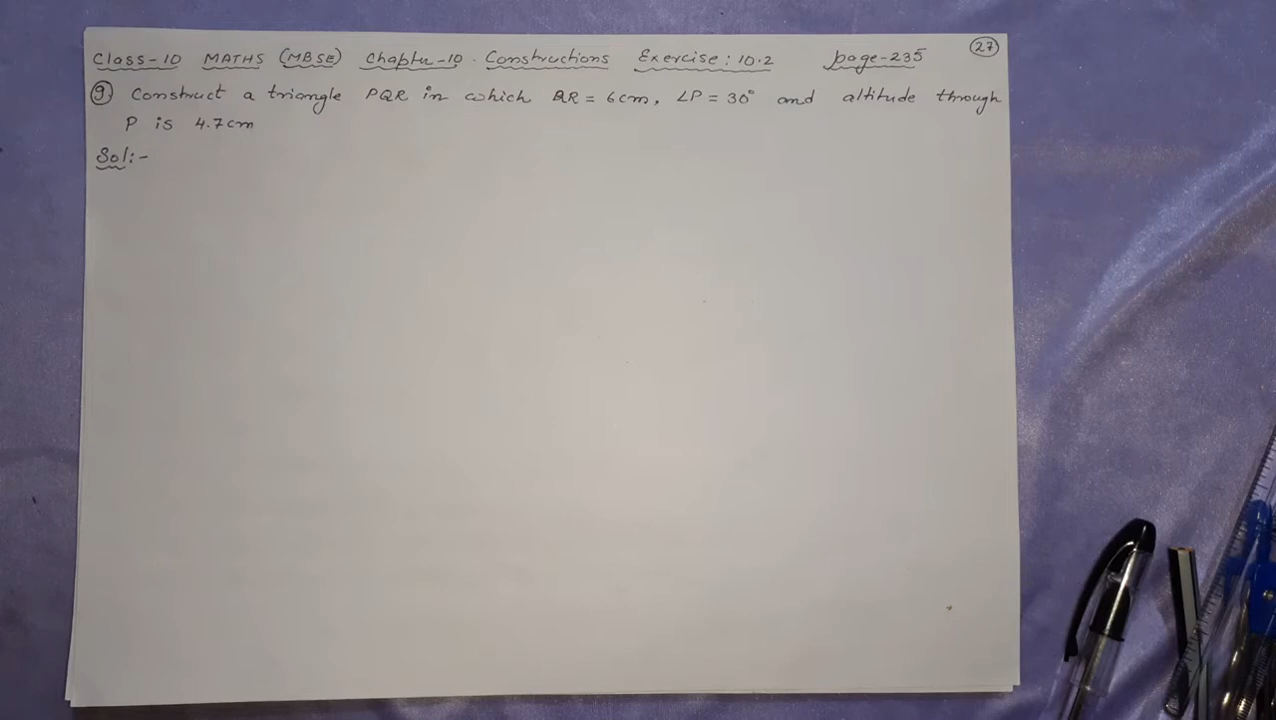 Class-10 MATHS (MBSE) Chapter-10. Constructions Exercise: 10.2 page-235 27
9. Construct a triangle PQR in which QR = 6cm, ∠P = 30° and altitude through
P is 4.7cm
Sol:-